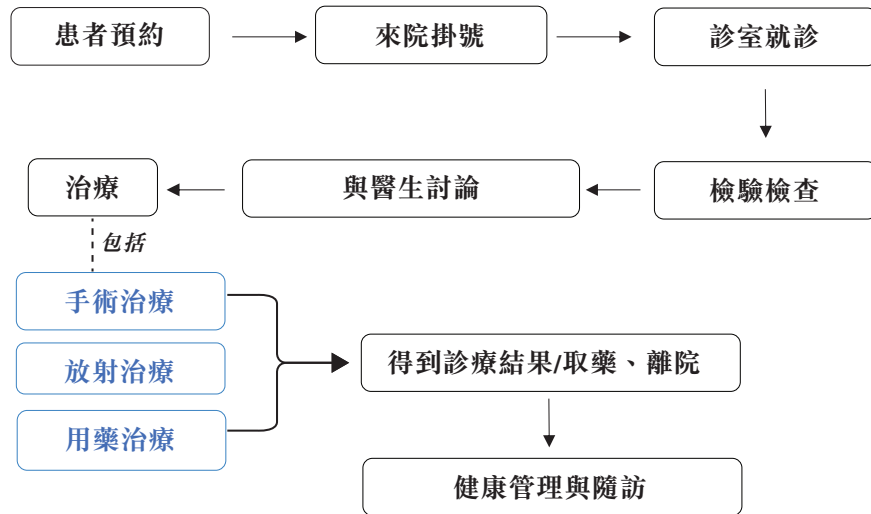 患者預約
來院掛號
診室就診
檢驗檢查
與醫生討論
治療
包括
手術治療
放射治療
用藥治療
得到診療結果/取藥、離院
健康管理與隨訪